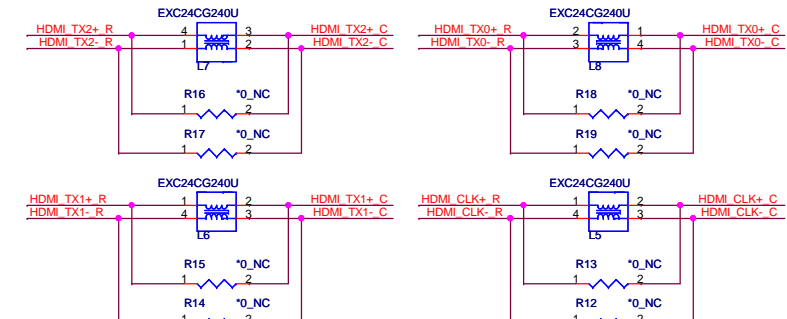 EXC24CG240U EXC24CG240U
HDMI_TX2+_R 4 3 HDMI_TX2+_C HDMI_TX0+_R 2 1 HDMI_TX0+_C
HDMI_TX2-_R 1 2 HDMI_TX2-_C HDMI_TX0-_R 3 4 HDMI_TX0-_C
L7 L8
R16 *0_NC R18 *0_NC
1 2 1 2
R17 *0_NC R19 *0_NC
1 2 1 2
EXC24CG240U EXC24CG240U
HDMI_TX1+_R 1 2 HDMI_TX1+_C HDMI_CLK+_R 1 2 HDMI_CLK+_C
HDMI_TX1-_R 4 3 HDMI_TX1-_C HDMI_CLK-_R 4 3 HDMI_CLK-_C
L6 L5
R15 *0_NC R13 *0_NC
1 2 1 2
R14 *0_NC R12 *0_NC
1 2 1 2